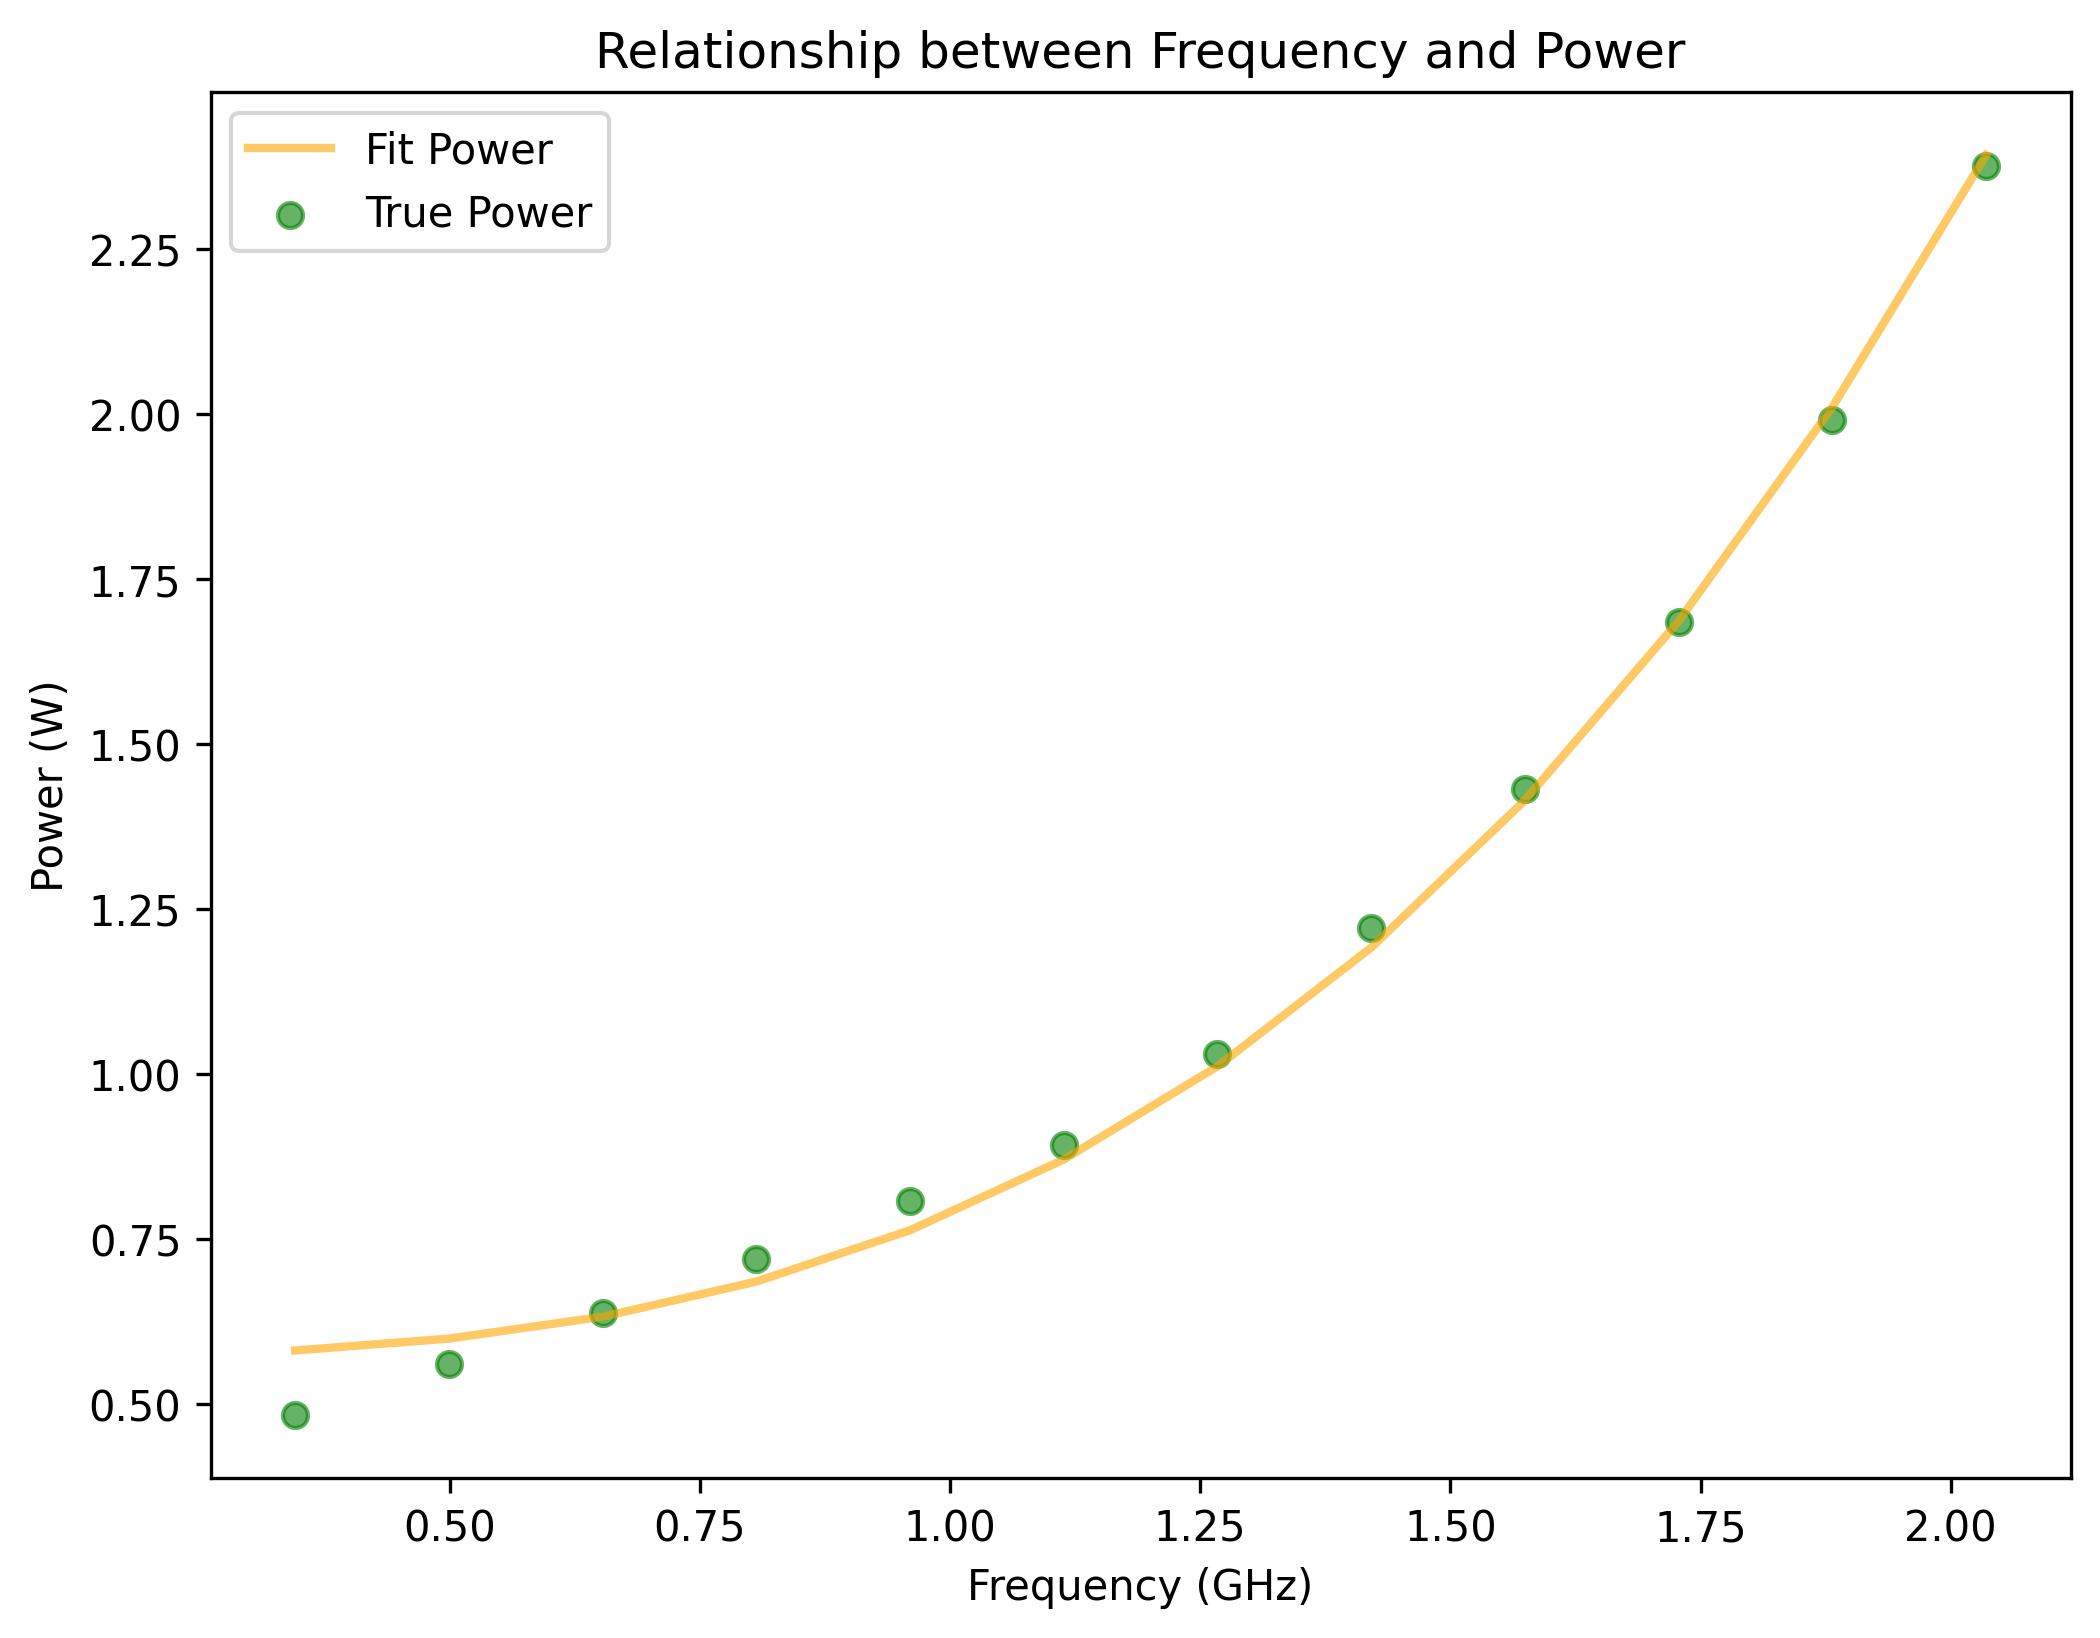 Relationship between Frequency and Power
Fit Power
True Power
Power (W)
2.25
2.00
1.75
1.50
1.25
1.00
0.75
0.50
0.50 0.75 1.00 1.25 1.50 1.75 2.00
Frequency (GHz)